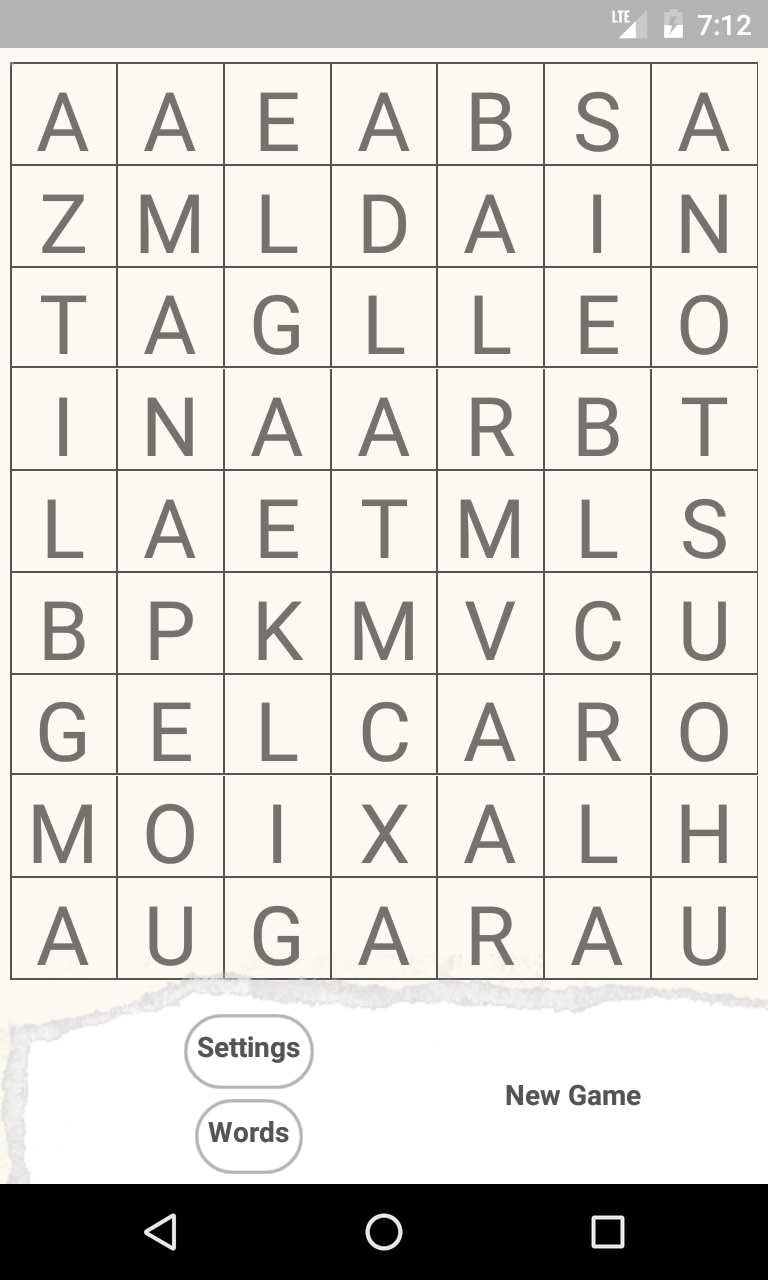 LTE 7:12
A A E A B S A
Z M L D A I N
T A G L L E O
I N A A R B T
L A E T M L S
B P K M V C U
G E L C A R O
M O I X A L H
A U G A R A U
Settings
New Game
Words